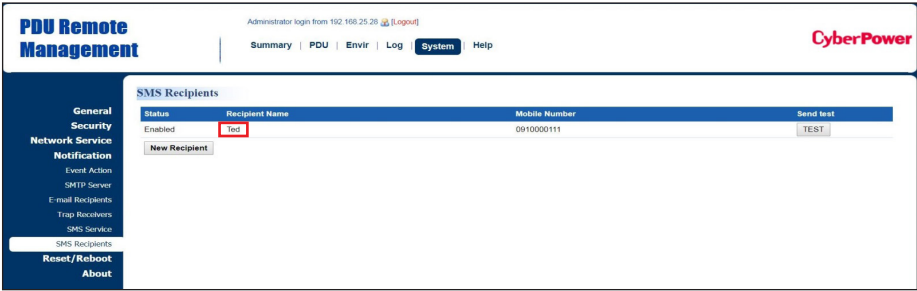 PDU Remote
Management
Administrator login from 192.168.25.28 [Logout]
Summary | PDU | Envir | Log | System | Help
CyberPower
General
Security
Network Service
Notification
Event Action
SMTP Server
E-mail Recipients
Trap Receivers
SMS Service
SMS Recipients
Reset/Reboot
About
SMS Recipients
Status Recipient Name Mobile Number Send test
Enabled Ted 0910000111 TEST
New Recipient